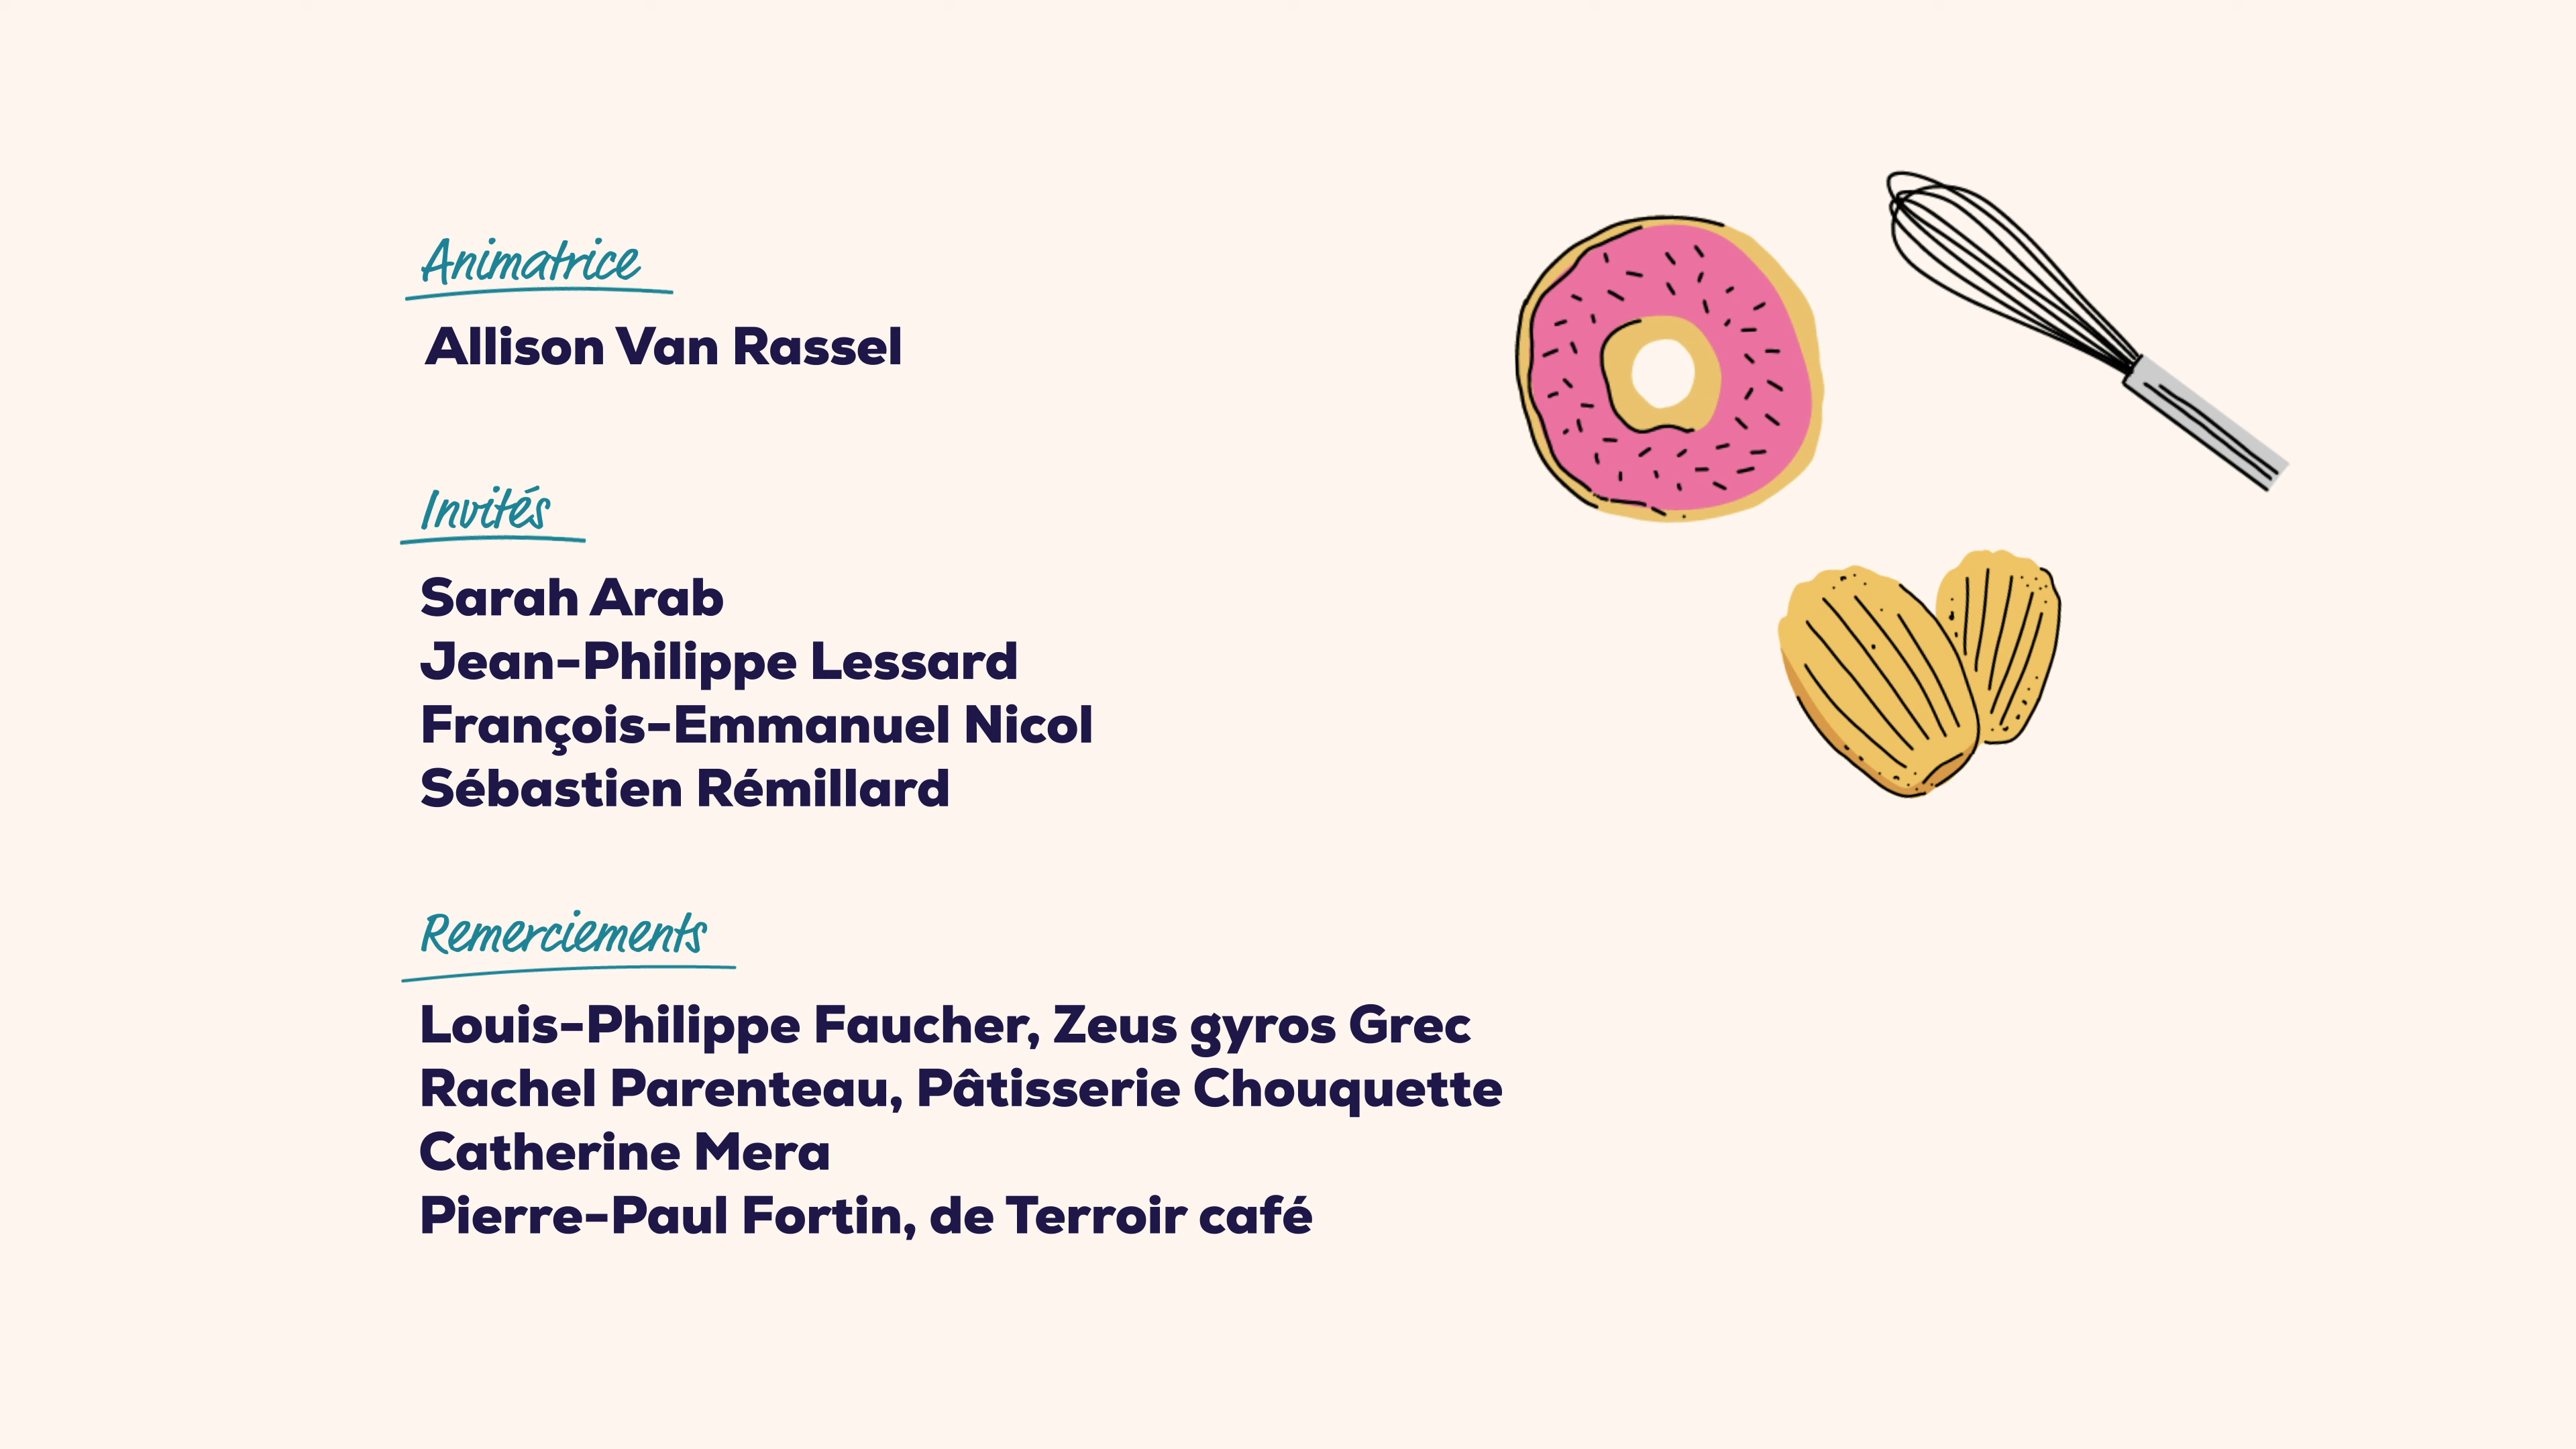 Animatrice
Allison Van Rassel
Invités
Sarah Arab
Jean-Philippe Lessard
François-Emmanuel Nicol
Sébastien Rémillard
Remerciements
Louis-Philippe Faucher, Zeus gyros Grec
Rachel Parenteau, Pâtisserie Chouquette
Catherine Mera
Pierre-Paul Fortin, de Terroir café